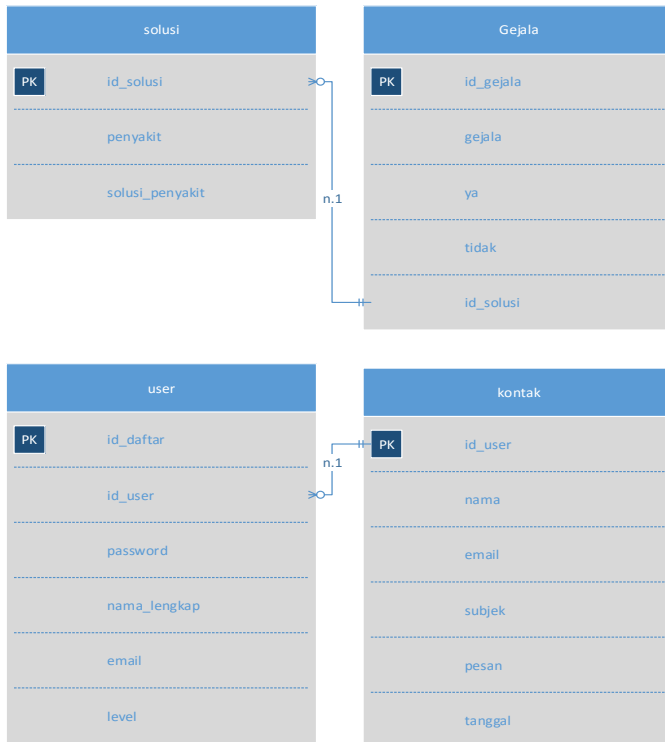 solusi
PK
id_solusi
penyakit
solusi_penyakit
Gejala
PK
id_gejala
gejala
ya
tidak
id_solusi
n.1
user
PK
id_daftar
id_user
password
nama_lengkap
email
level
kontak
PK
id_user
nama
email
subjek
pesan
tanggal
n.1